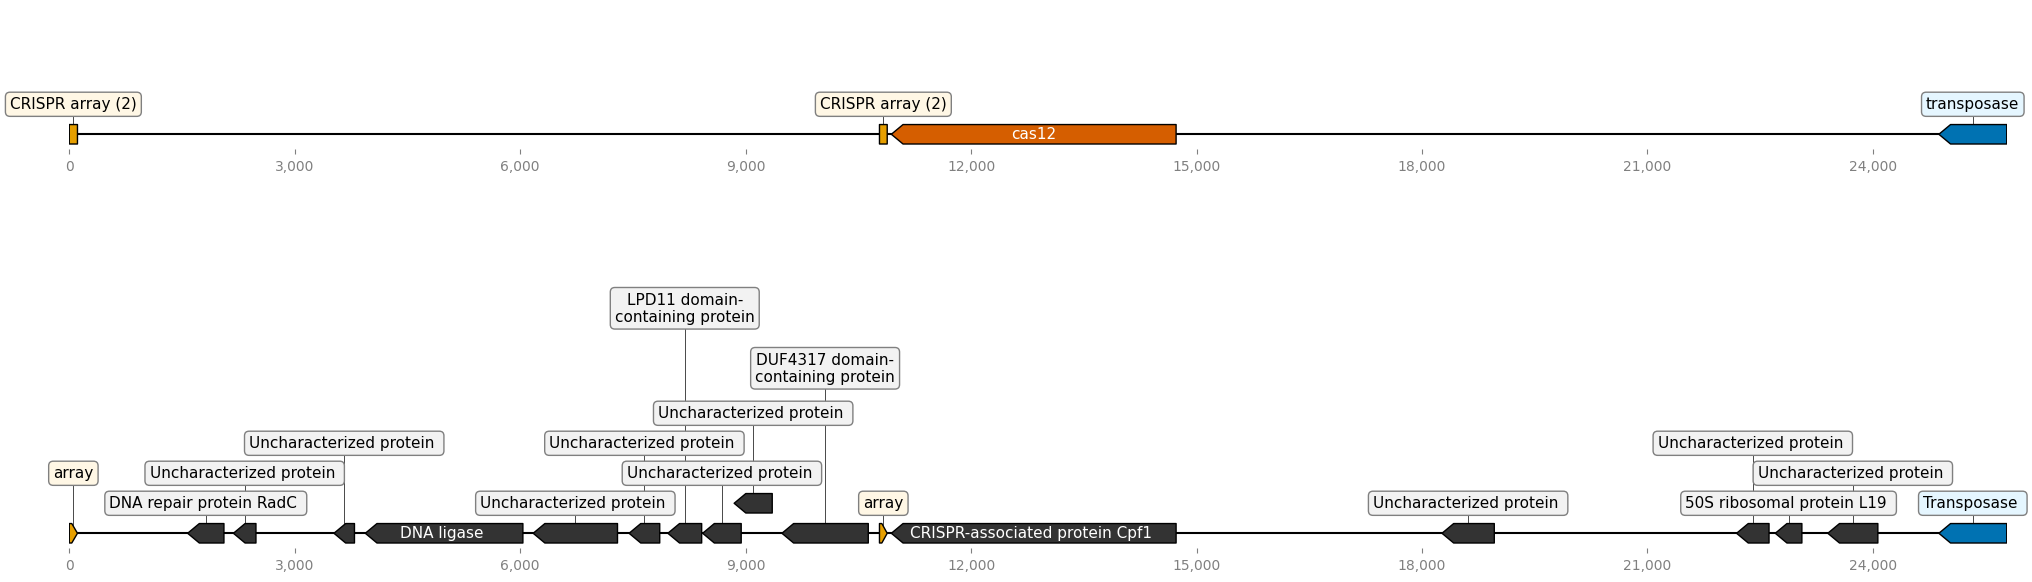 CRISPR array (2)
CRISPR array (2)
transposase
cas12
0
3,000
6,000
9,000
12,000
15,000
18,000
21,000
24,000
LPD11 domain-
containing protein
DUF4317 domain-
containing protein
Uncharacterized protein
Uncharacterized protein
Uncharacterized protein
Uncharacterized protein
array
Uncharacterized protein
Uncharacterized protein
Uncharacterized protein
DNA repair protein RadC
Uncharacterized protein
array
Uncharacterized protein
50S ribosomal protein L19
Transposase
DNA ligase
CRISPR-associated protein Cpf1
0
3,000
6,000
9,000
12,000
15,000
18,000
21,000
24,000